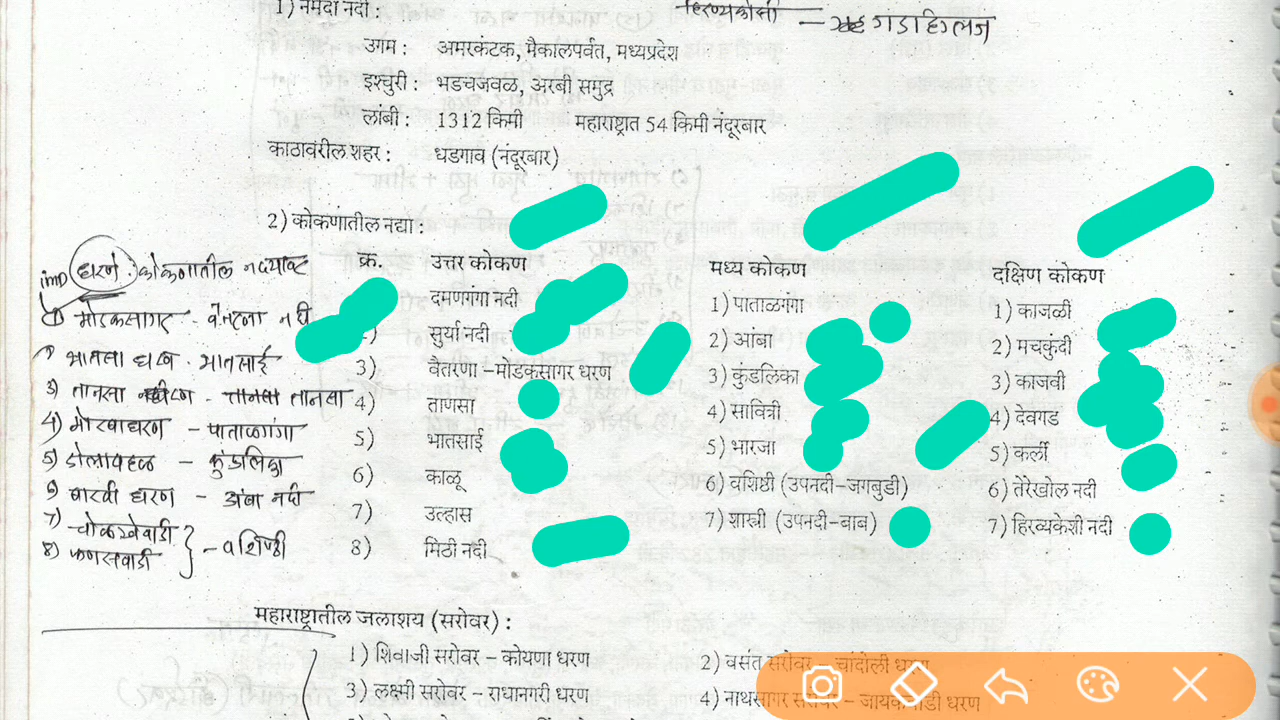 1) नर्मदा नदी :
हिरण्यकेशी — गडहिंग्लज
उगम : अमरकंटक, मैकालपर्वत, मध्यप्रदेश
इश्चुरी : भडचजवळ, अरबी समुद्र
लांबी : 1312 किमी महाराष्ट्रात 54 किमी नंदूरबार
काठावरील शहर : धडगाव (नंदूरबार)
2) कोकणातील नद्या :
imp धरणे : कोकणातील नद्यावर
क्र. उत्तर कोकण मध्य कोकण दक्षिण कोकण
दमणगंगा नदी 1) पाताळगंगा 1) काजळी
मोडकसागर - वैतरणा नदी
2) सुर्या नदी 2) आंबा 2) मचकुंदी
भातसा धरण - भातसाई
3) वैतरणा –मोडकसागर धरण 3) कुंडलिका 3) काजवी
3) तानसा - तानसा
4) ताणसा 4) सावित्री 4) देवगड
4) मोरबाधरण - पाताळगंगा
5) भातसाई 5) भारजा 5) कर्ली
5) डोलावहळ - कुंडलिका
6) काळू 6) वशिष्ठी (उपनदी–जगबुडी) 6) तेरेखोल नदी
6) बारवी धरण - अंबा नदी
7) उल्हास 7) शास्त्री (उपनदी–बाव) 7) हिरव्यकेशी नदी
7) चोळखेवाडी
8) फणसवाडी } - वशिष्ठी
8) मिठी नदी
महाराष्ट्रातील जलाशय (सरोवर) :
1) शिवाजी सरोवर – कोयणा धरण 2) वसंत सरोवर – चांदोली धरण
3) लक्ष्मी सरोवर – राधानगरी धरण 4) नाथसागर सरोवर – जायकवाडी धरण